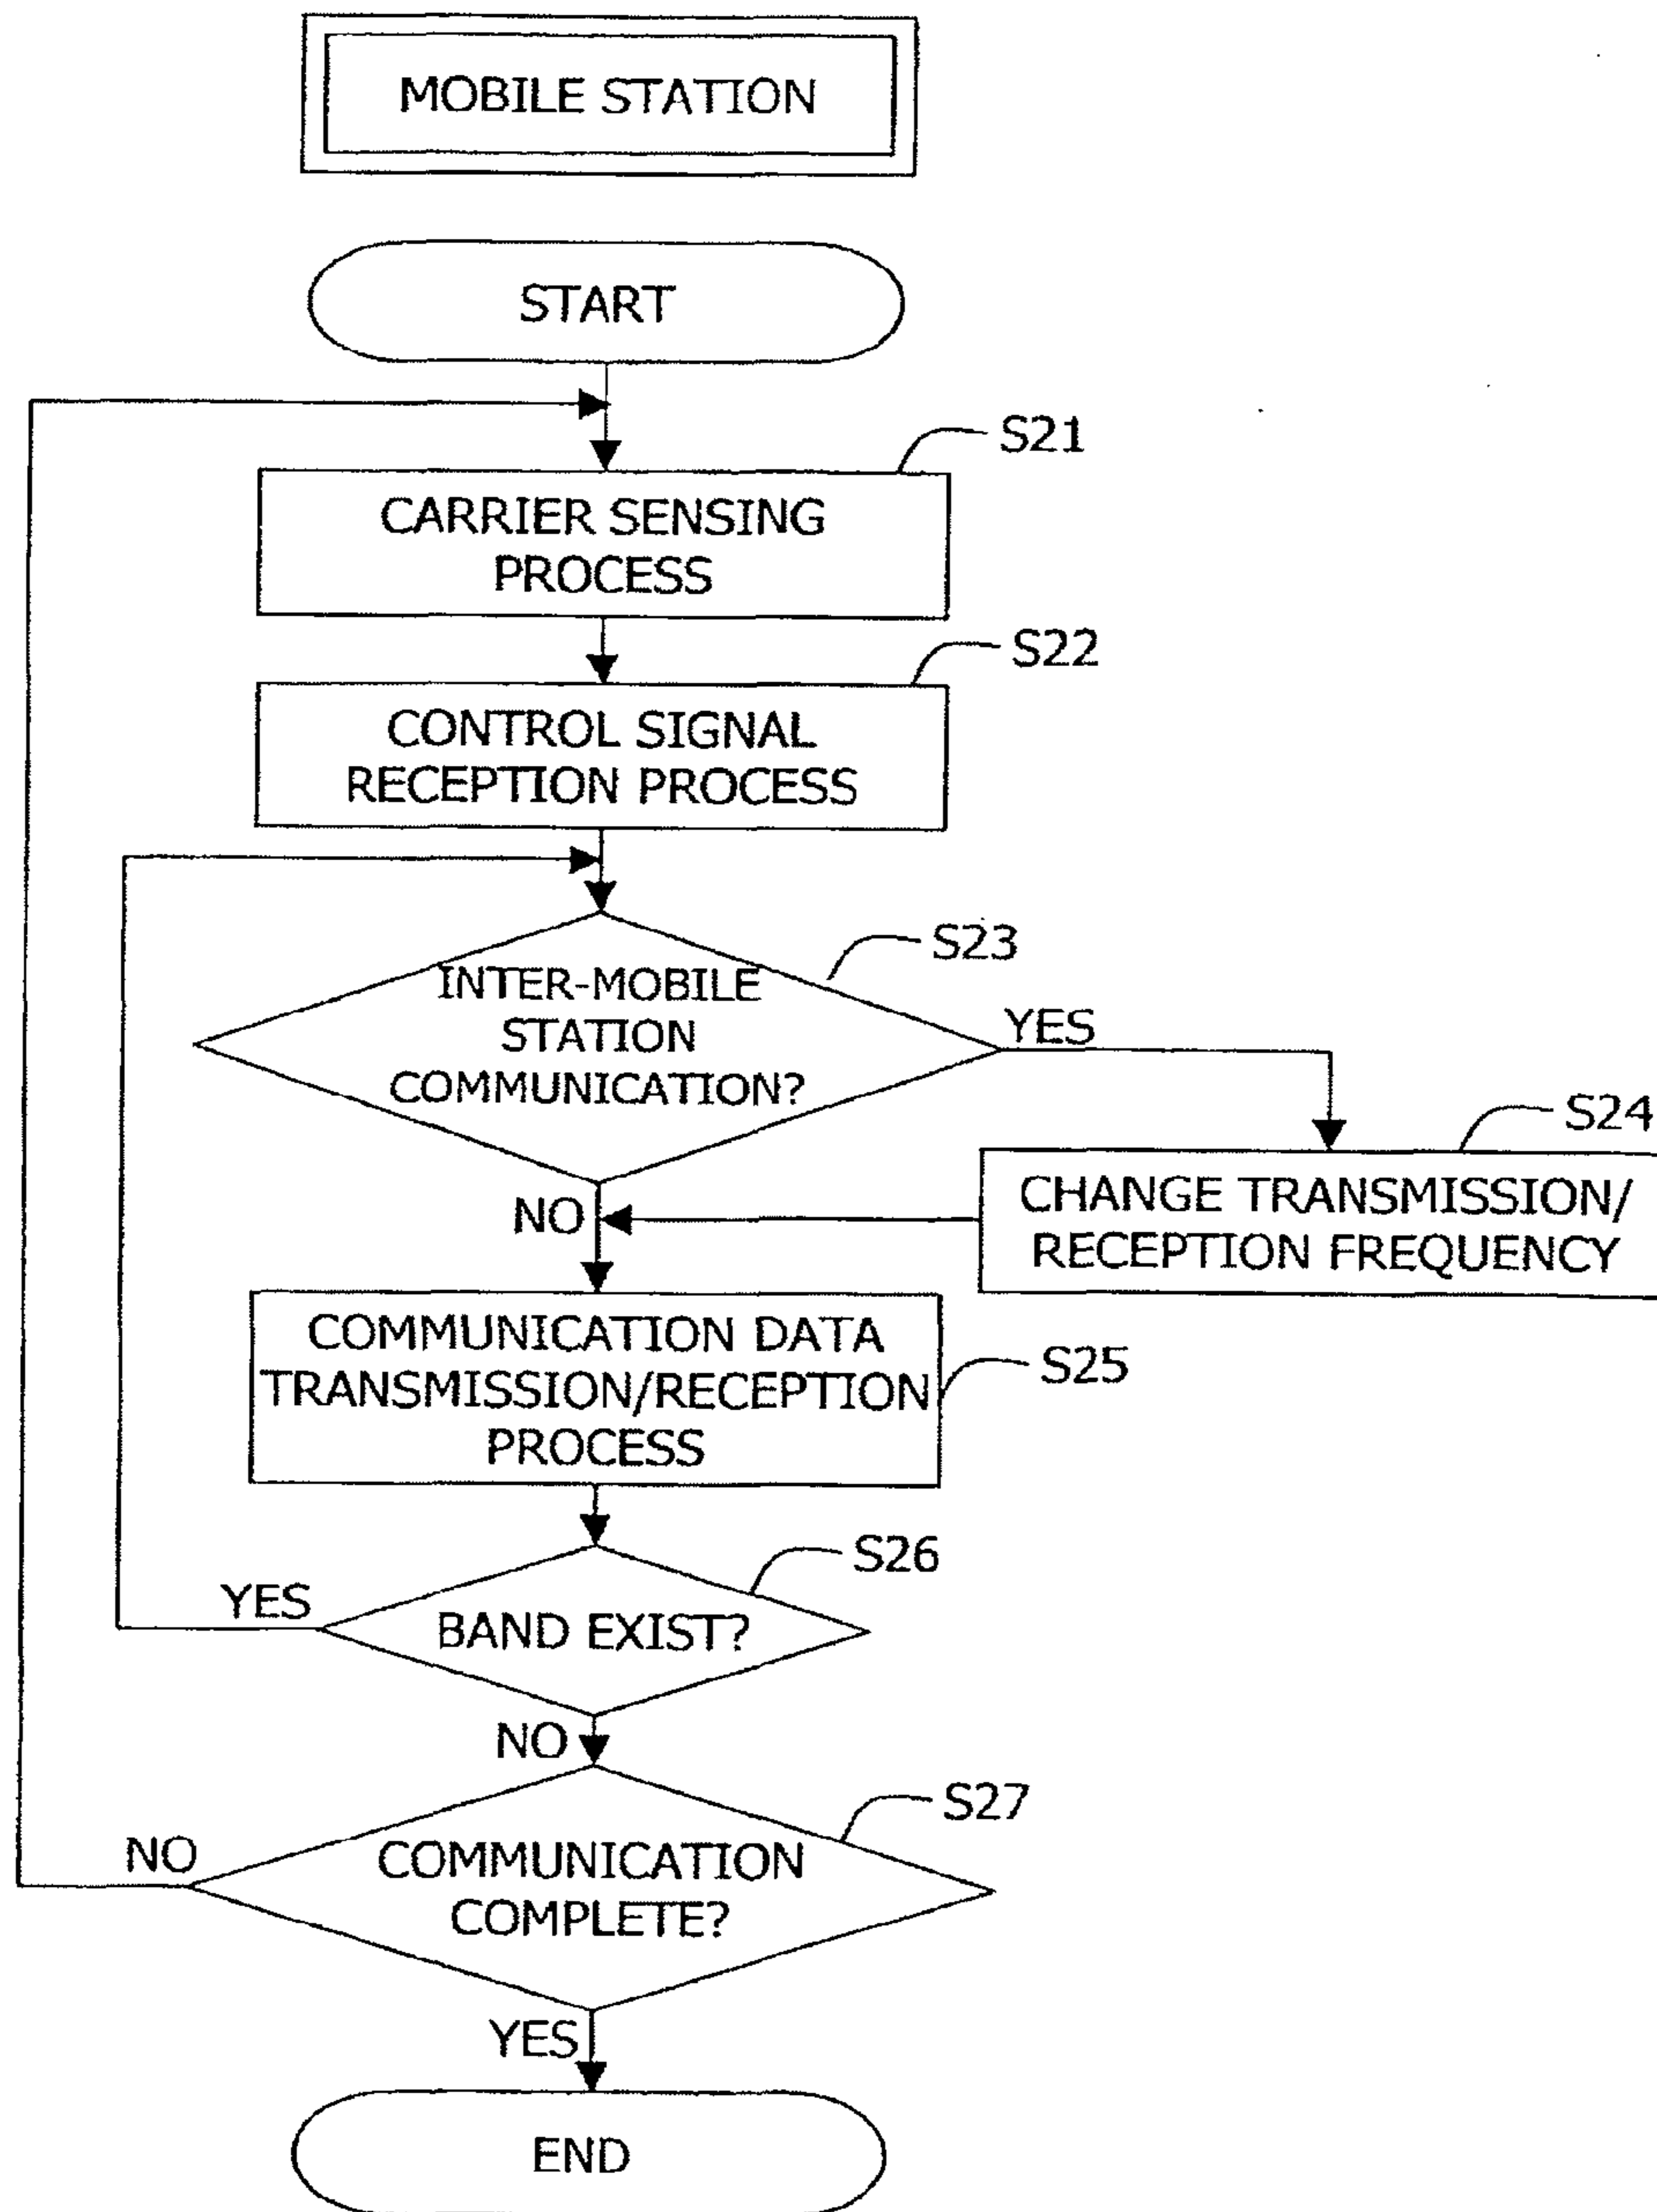 MOBILE STATION
START
S21
CARRIER SENSING
PROCESS
S22
CONTROL SIGNAL
RECEPTION PROCESS
S23
INTER-MOBILE
STATION
COMMUNICATION?
YES
S24
CHANGE TRANSMISSION/
RECEPTION FREQUENCY
NO
COMMUNICATION DATA
TRANSMISSION/RECEPTION
PROCESS
S25
S26
YES
BAND EXIST?
NO
S27
NO
COMMUNICATION
COMPLETE?
YES
END